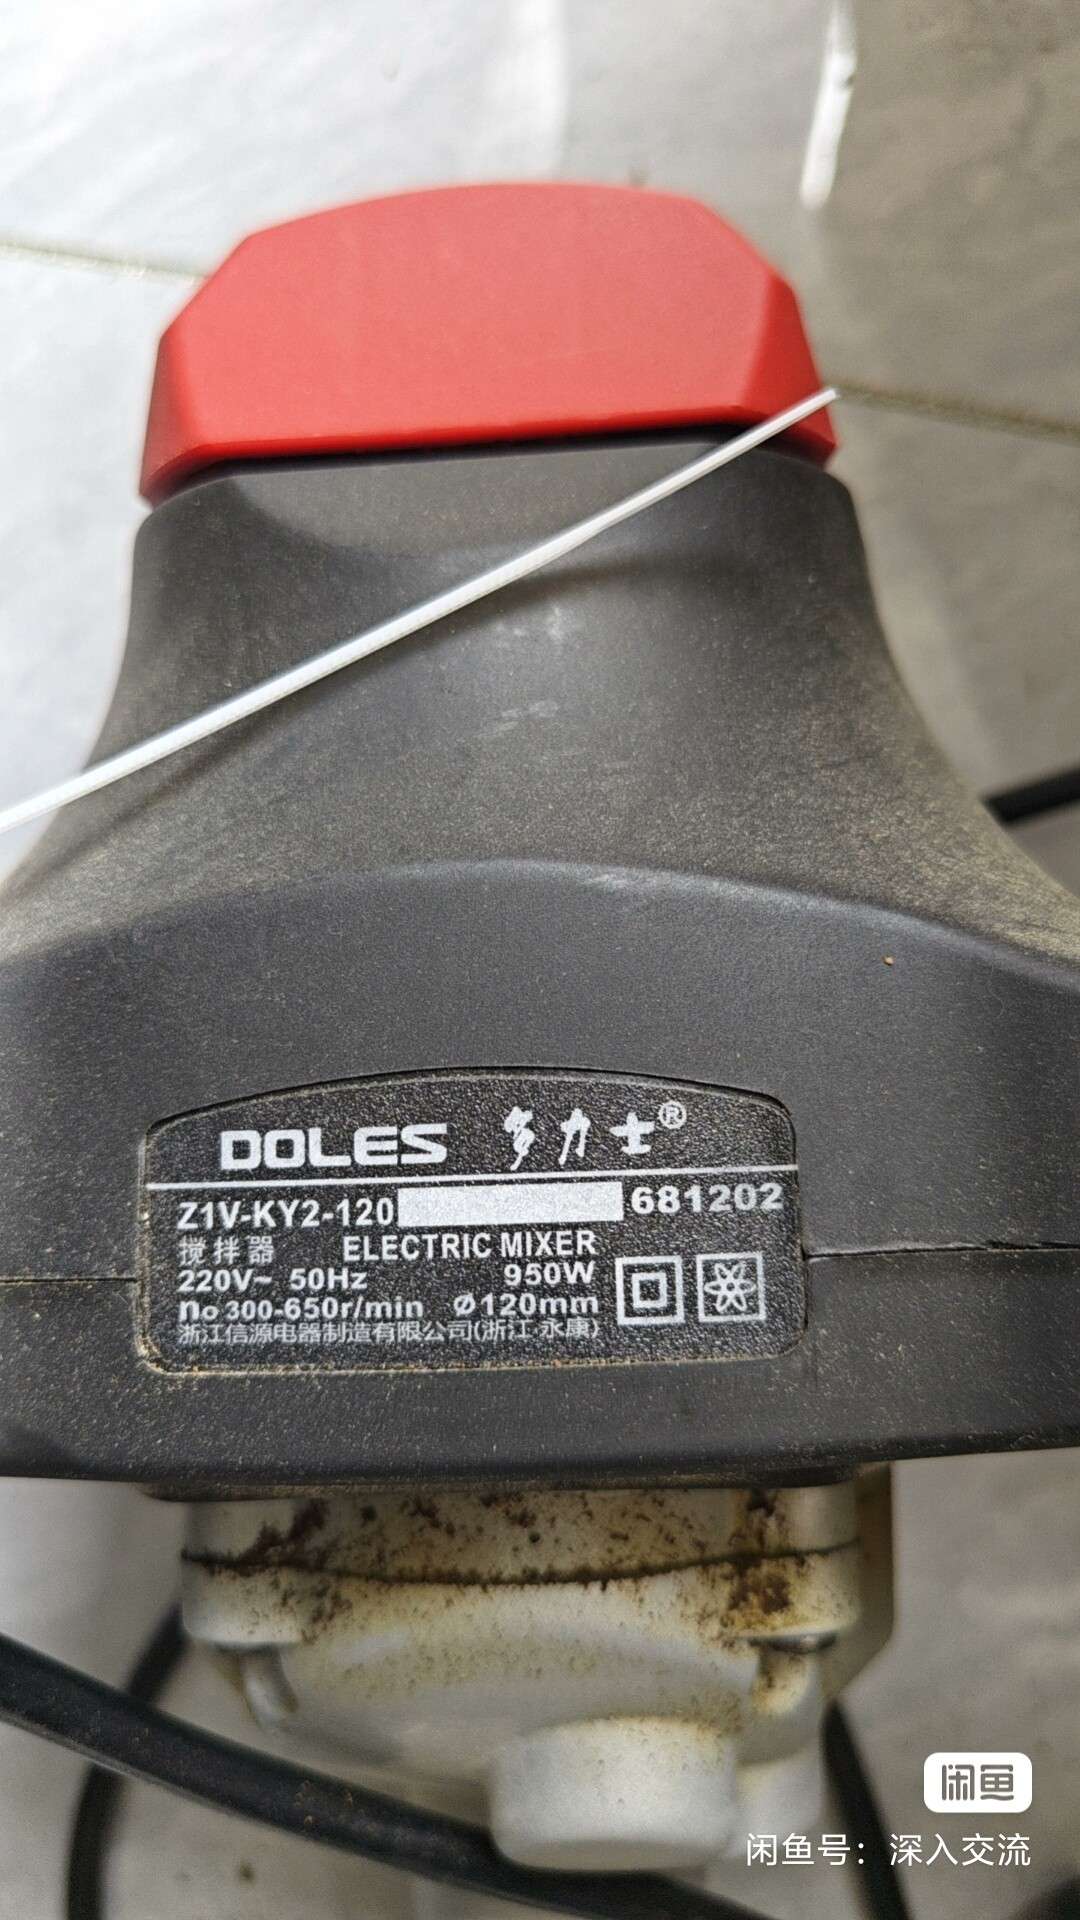 DOLES 多力士®
Z1V-KY2-120 681202
搅拌器 ELECTRIC MIXER
220V~ 50Hz 950W
no 300-650r/min ø120mm
浙江信源电器制造有限公司(浙江·永康)
闲鱼
闲鱼号：深入交流